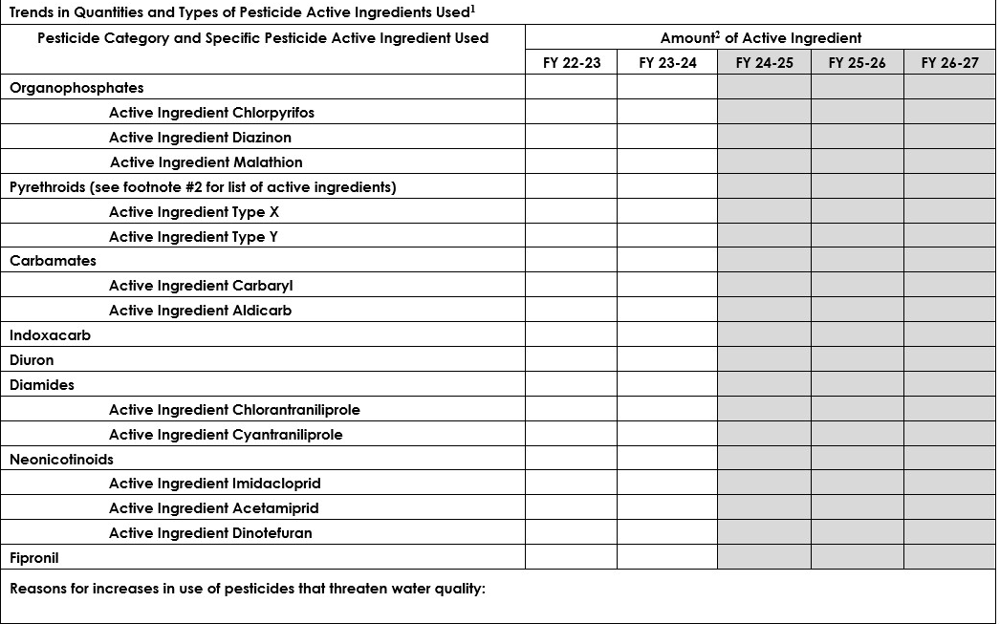 Trends in Quantities and Types of Pesticide Active Ingredients Used¹
Pesticide Category and Specific Pesticide Active Ingredient Used
Amount² of Active Ingredient
FY 22-23 FY 23-24 FY 24-25 FY 25-26 FY 26-27
Organophosphates
Active Ingredient Chlorpyrifos
Active Ingredient Diazinon
Active Ingredient Malathion
Pyrethroids (see footnote #2 for list of active ingredients)
Active Ingredient Type X
Active Ingredient Type Y
Carbamates
Active Ingredient Carbaryl
Active Ingredient Aldicarb
Indoxacarb
Diuron
Diamides
Active Ingredient Chlorantraniliprole
Active Ingredient Cyantraniliprole
Neonicotinoids
Active Ingredient Imidacloprid
Active Ingredient Acetamiprid
Active Ingredient Dinotefuran
Fipronil
Reasons for increases in use of pesticides that threaten water quality: